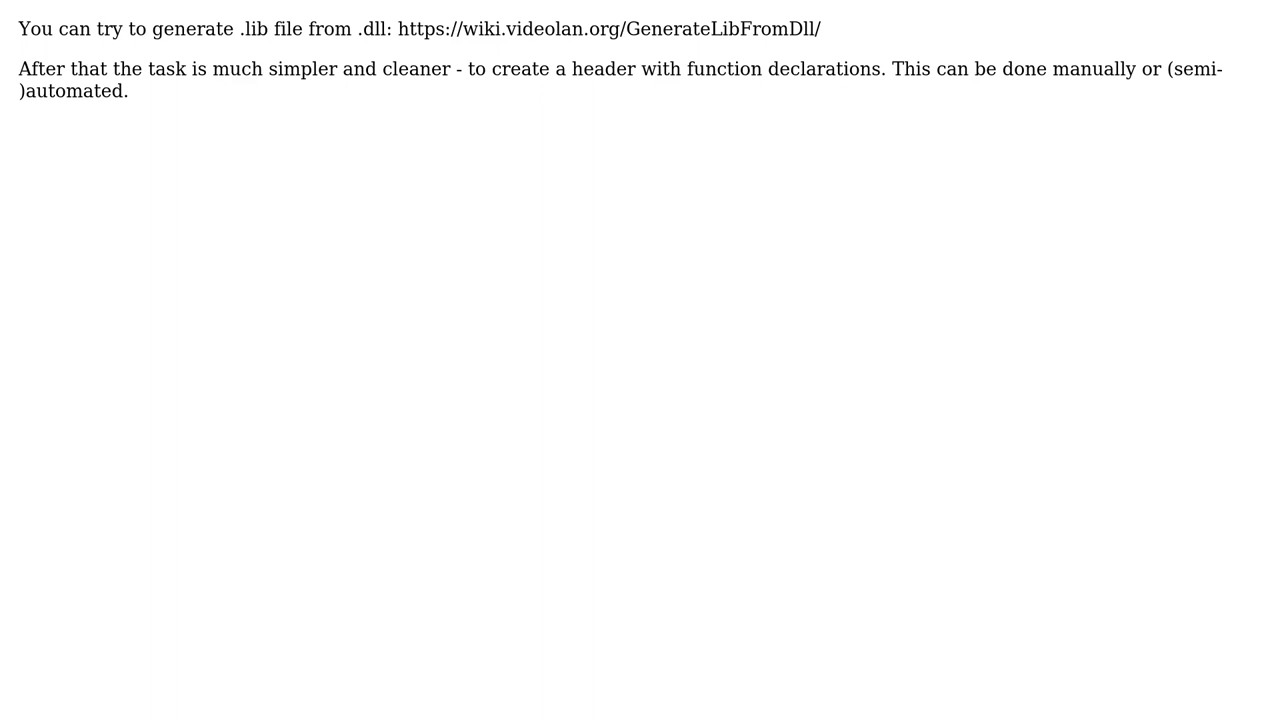 You can try to generate .lib file from .dll: https://wiki.videolan.org/GenerateLibFromDll/
After that the task is much simpler and cleaner - to create a header with function declarations. This can be done manually or (semi-
)automated.